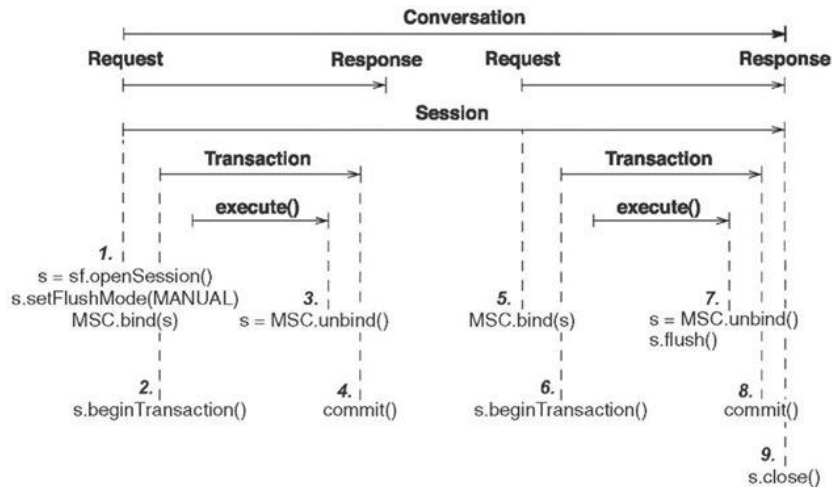 Conversation
Request Response Request Response
Session
Transaction Transaction
execute() execute()
1.
s = sf.openSession()
s.setFlushMode(MANUAL)
MSC.bind(s)
3.
s = MSC.unbind()
5.
MSC.bind(s)
7.
s = MSC.unbind()
s.flush()
2.
s.beginTransaction()
4.
commit()
6.
s.beginTransaction()
8.
commit()
9.
s.close()